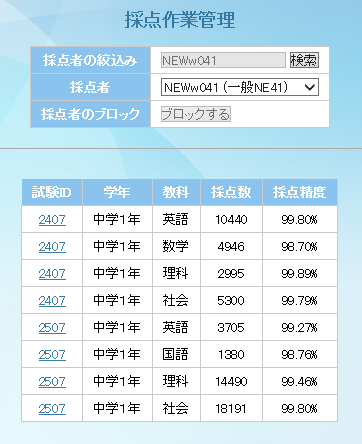 採点作業管理
採点者の絞込み NEWw041 検索
採点者 NEWw041 (一般NE41)
採点者のブロック ブロックする
試験ID 学年 教科 採点数 採点精度
2407 中学1年 英語 10440 99.80%
2407 中学1年 数学 4946 98.70%
2407 中学1年 理科 2995 99.89%
2407 中学1年 社会 5300 99.79%
2507 中学1年 英語 3705 99.27%
2507 中学1年 国語 1380 98.76%
2507 中学1年 理科 14490 99.46%
2507 中学1年 社会 18191 99.80%